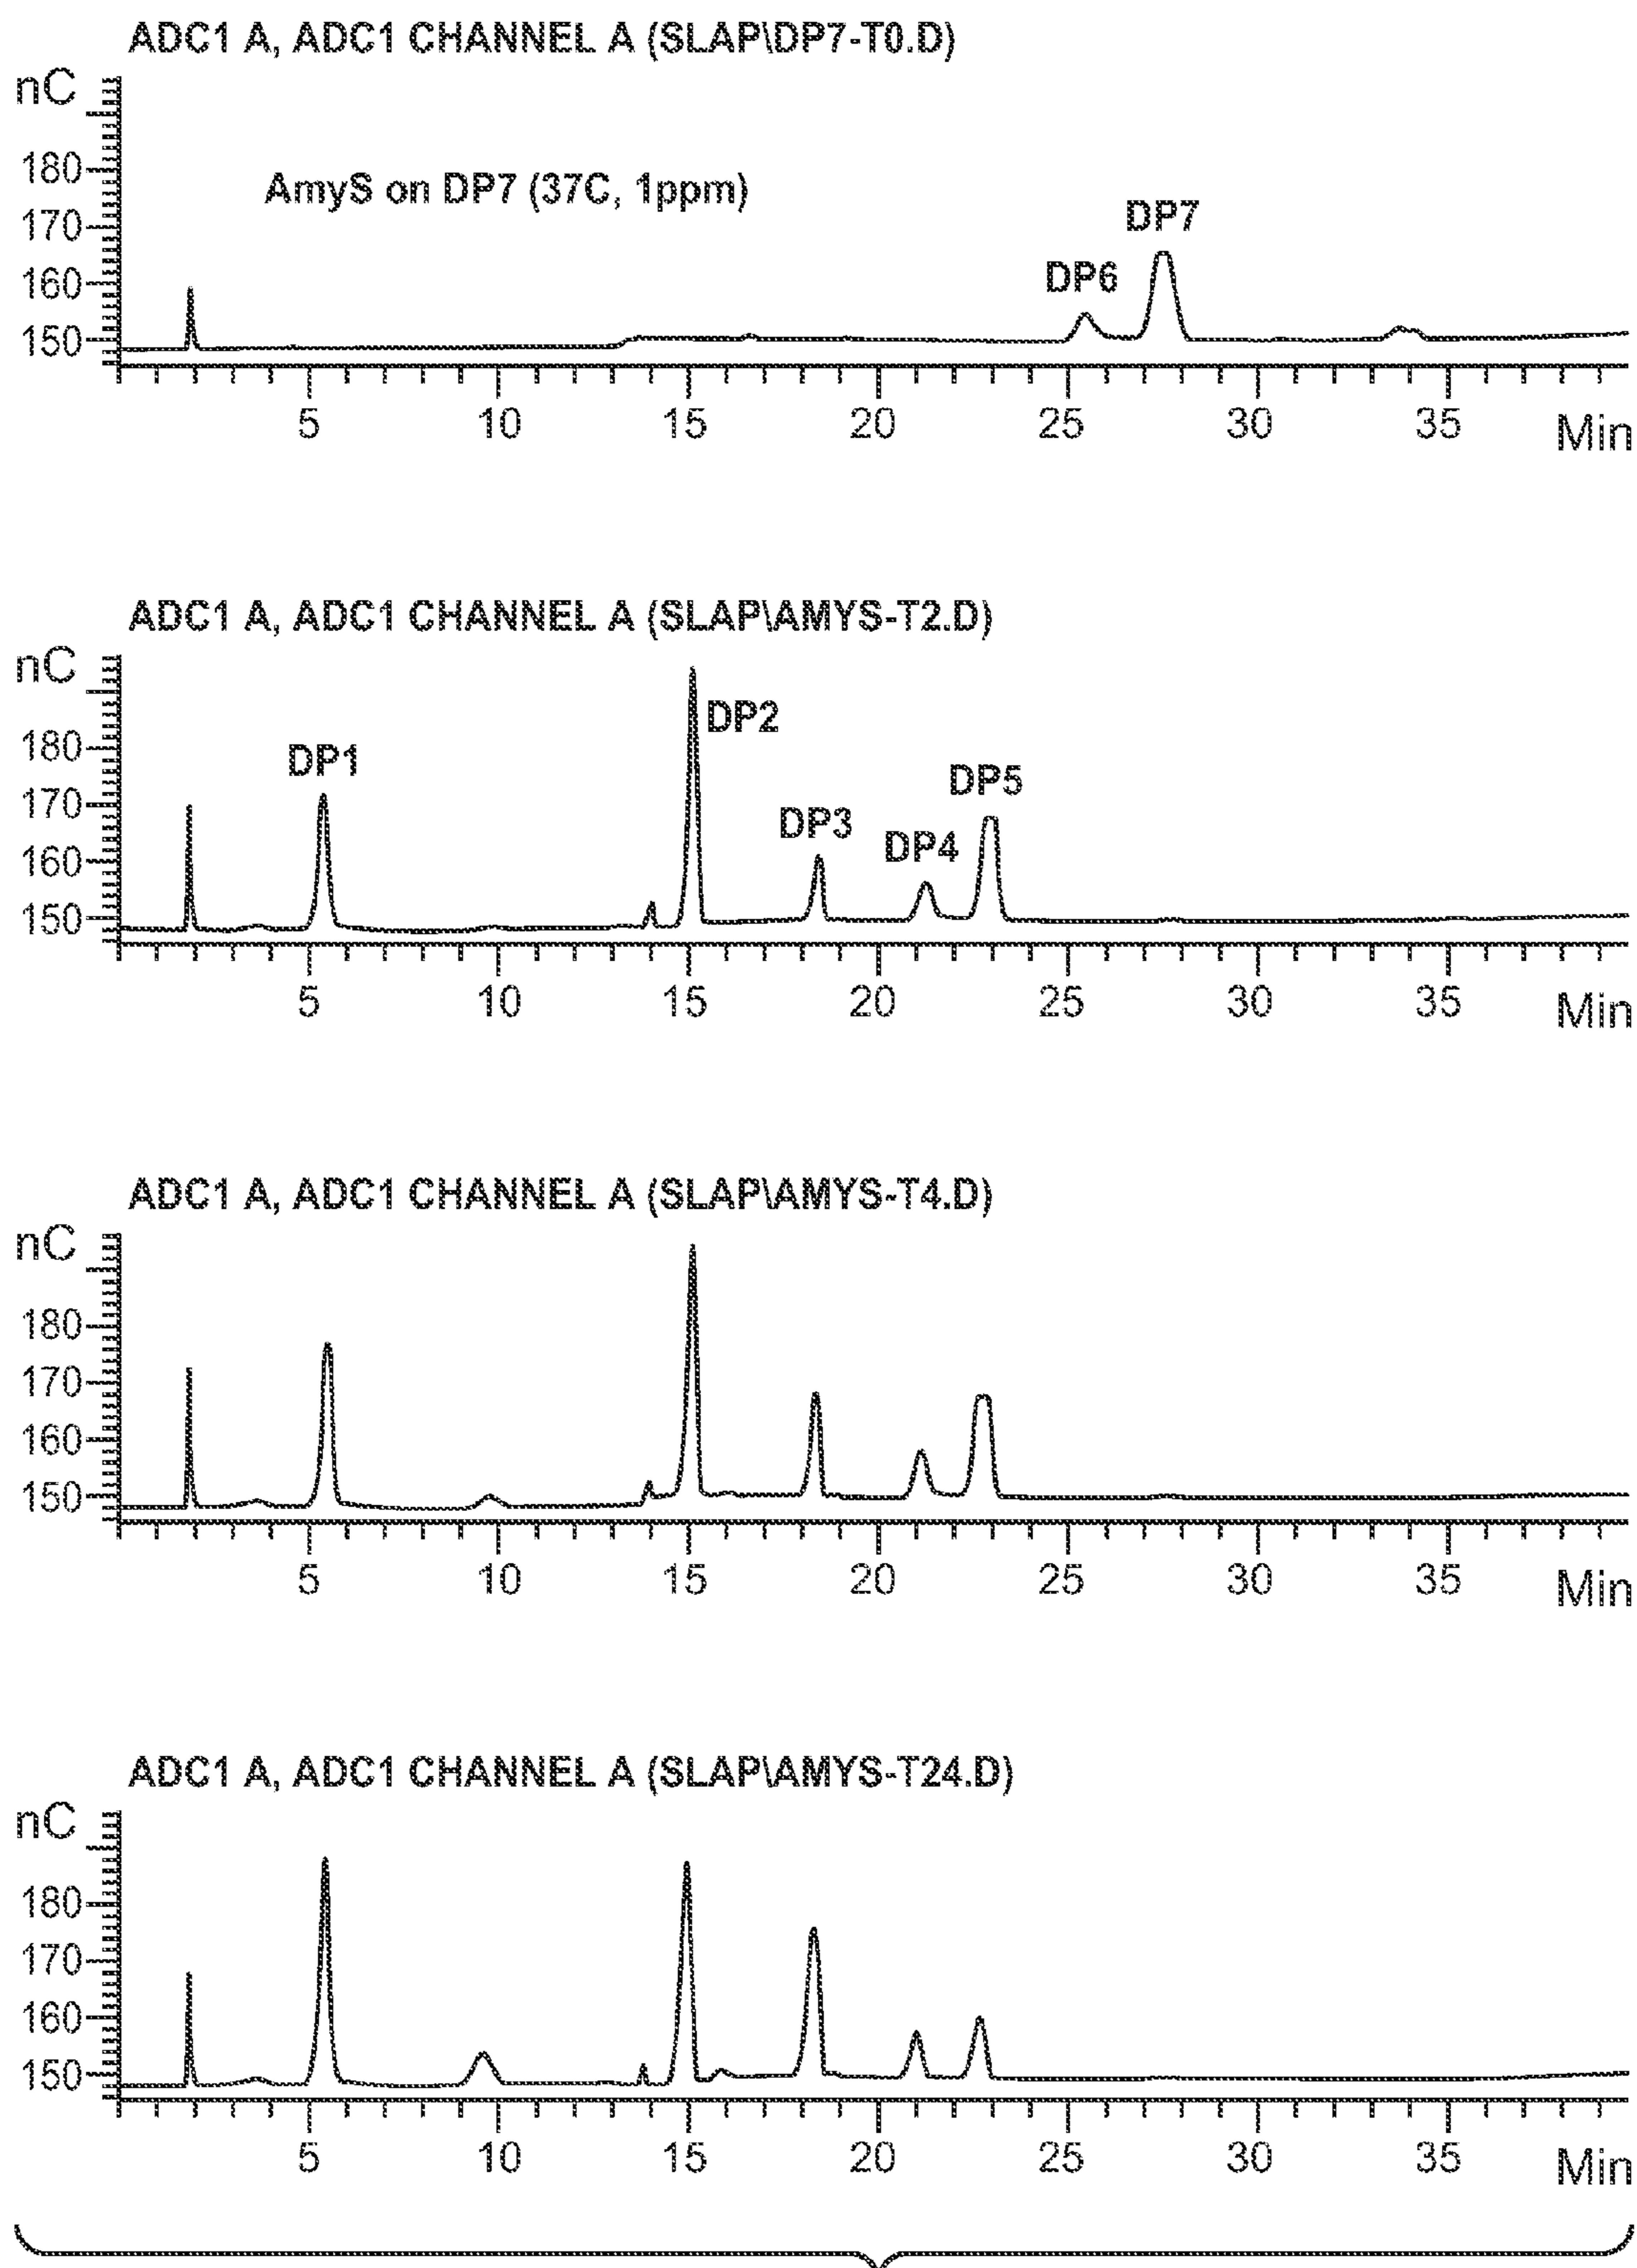 ADC1 A, ADC1 CHANNEL A (SLAP\DP7-T0.D)
nC
AmyS on DP7 (37C, 1ppm)
DP7
DP6
180
170
160
150
5 10 15 20 25 30 35 Min
ADC1 A, ADC1 CHANNEL A (SLAP\AMYS-T2.D)
nC
DP2
DP1
DP5
DP3
DP4
180
170
160
150
5 10 15 20 25 30 35 Min
ADC1 A, ADC1 CHANNEL A (SLAP\AMYS-T4.D)
nC
180
170
160
150
5 10 15 20 25 30 35 Min
ADC1 A, ADC1 CHANNEL A (SLAP\AMYS-T24.D)
nC
180
170
160
150
5 10 15 20 25 30 35 Min